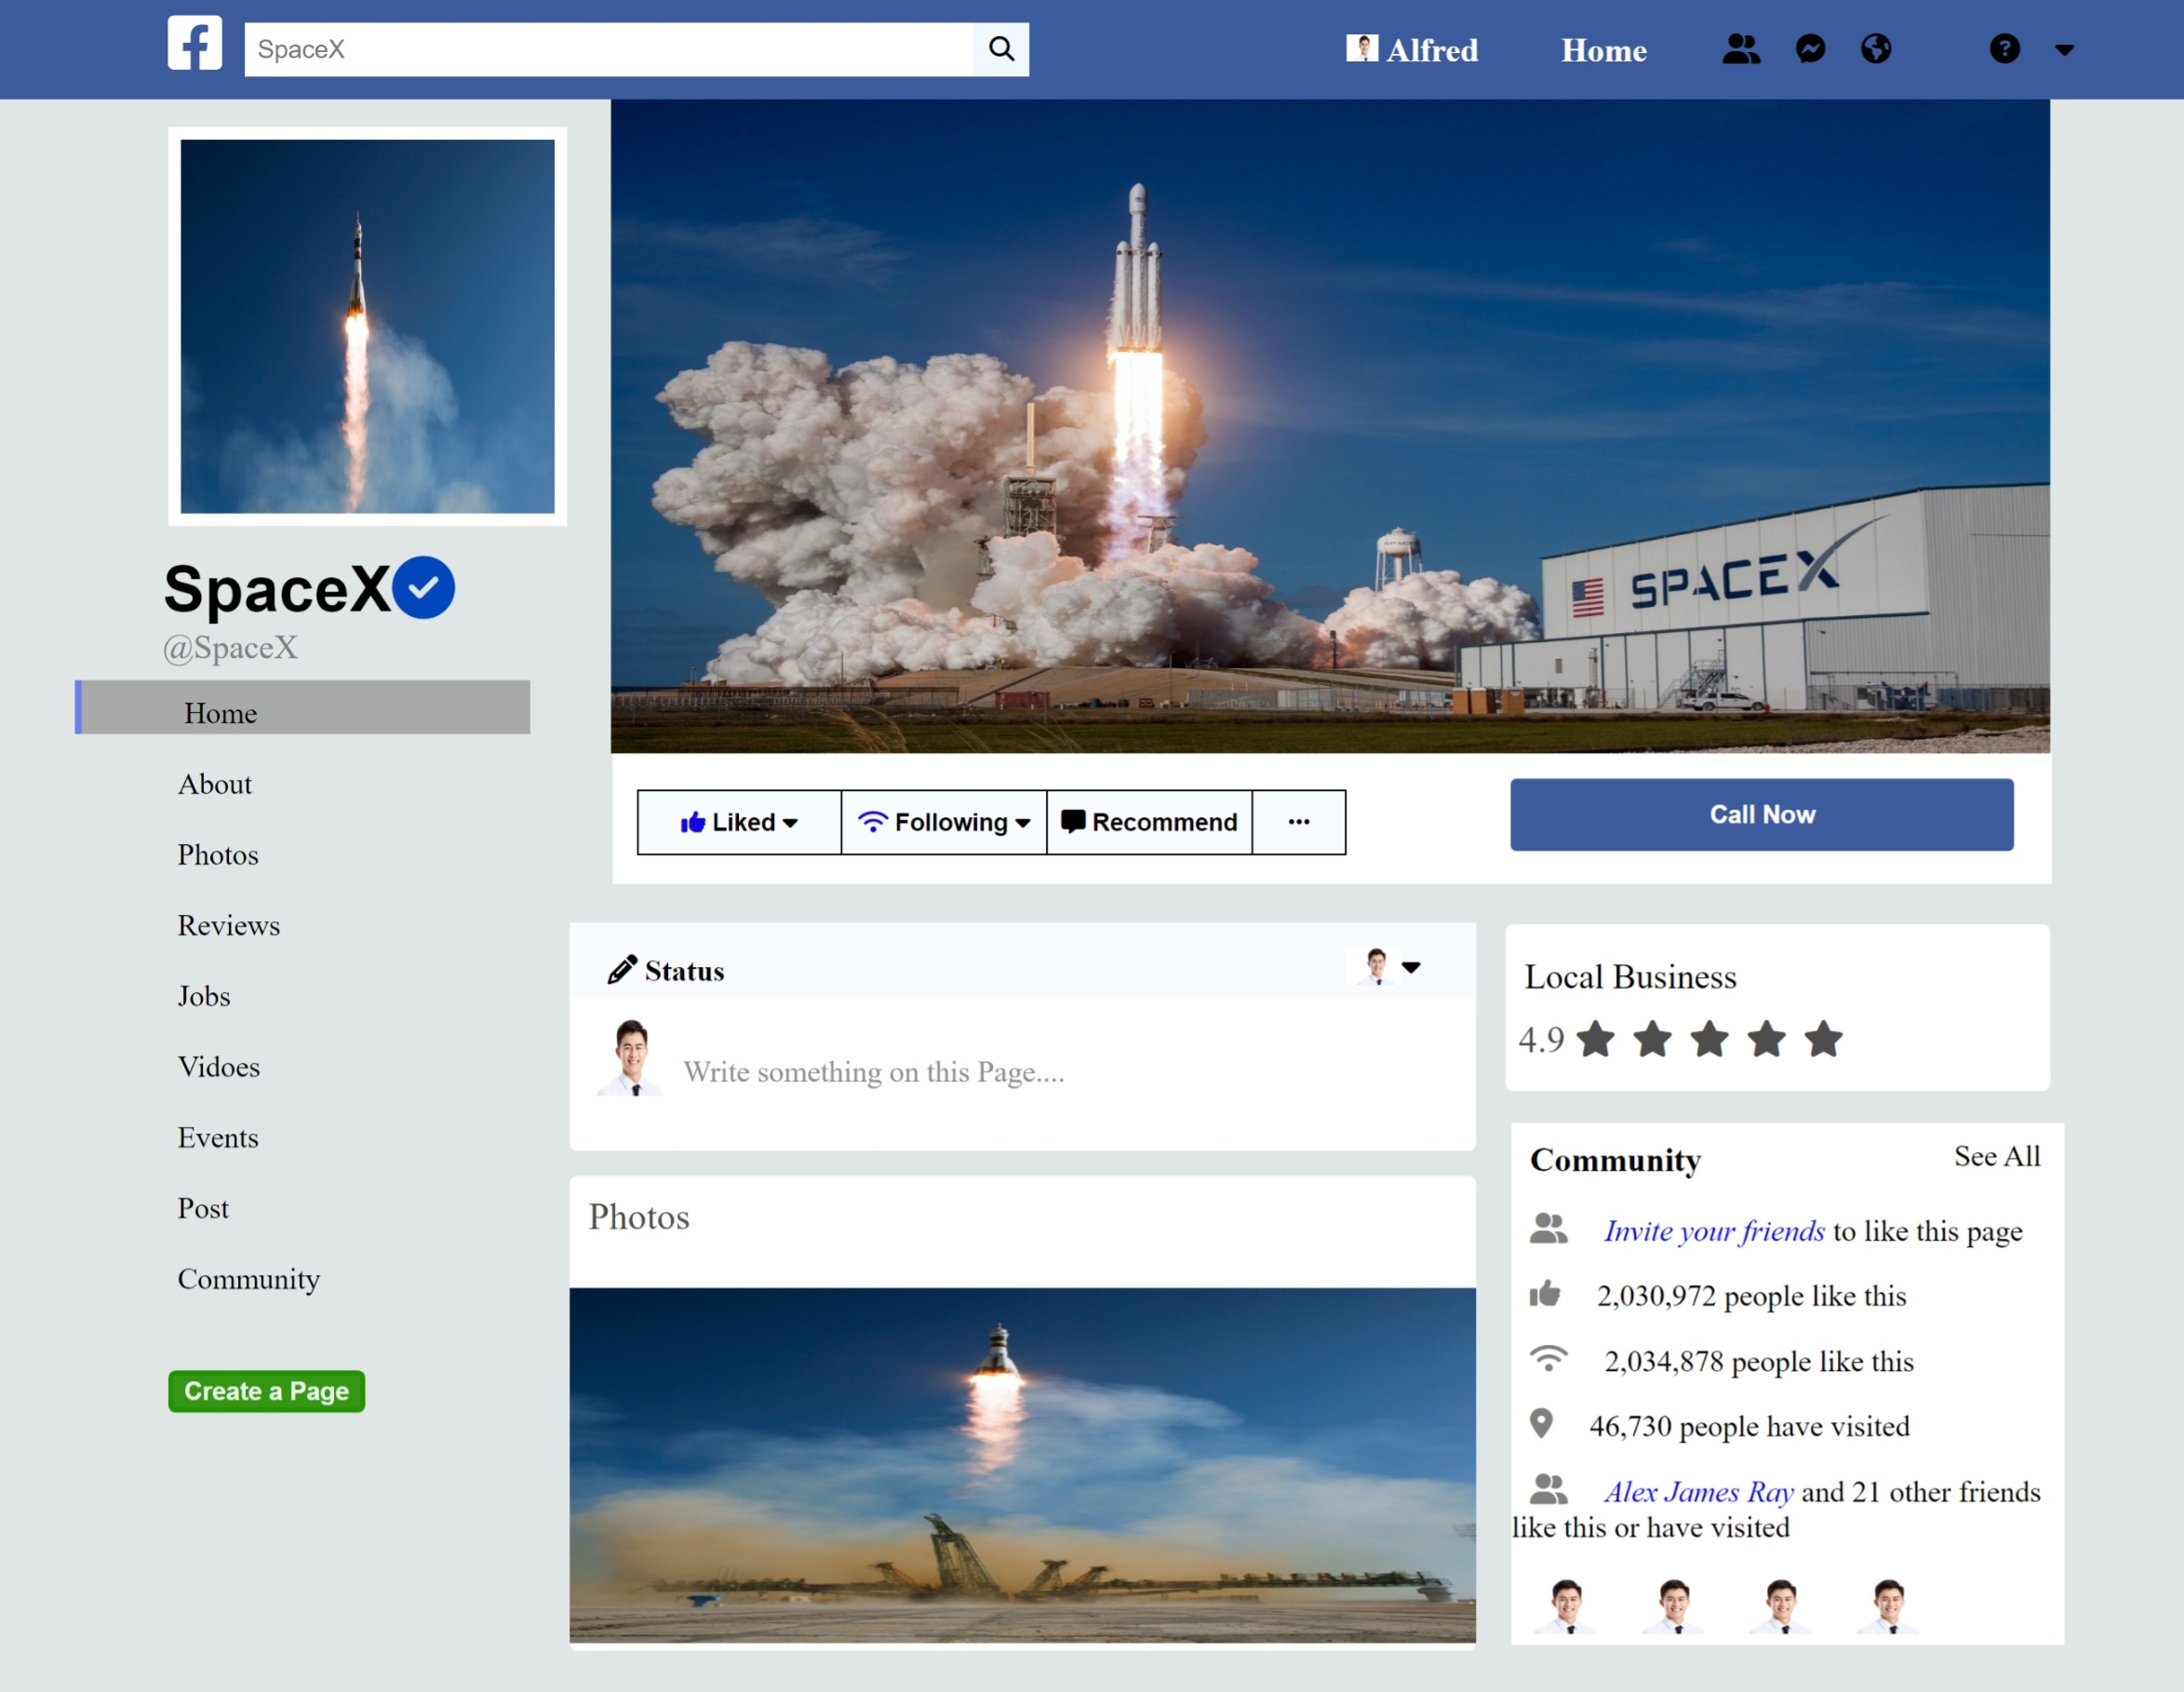 SpaceX
Alfred
Home
SpaceX
@SpaceX
Home
About
Photos
Reviews
Jobs
Vidoes
Events
Post
Community
Create a Page
SPACEX
Liked
Following
Recommend
...
Call Now
Status
Write something on this Page....
Photos
Local Business
4.9
Community
See All
Invite your friends to like this page
2,030,972 people like this
2,034,878 people like this
46,730 people have visited
Alex James Ray and 21 other friends
like this or have visited